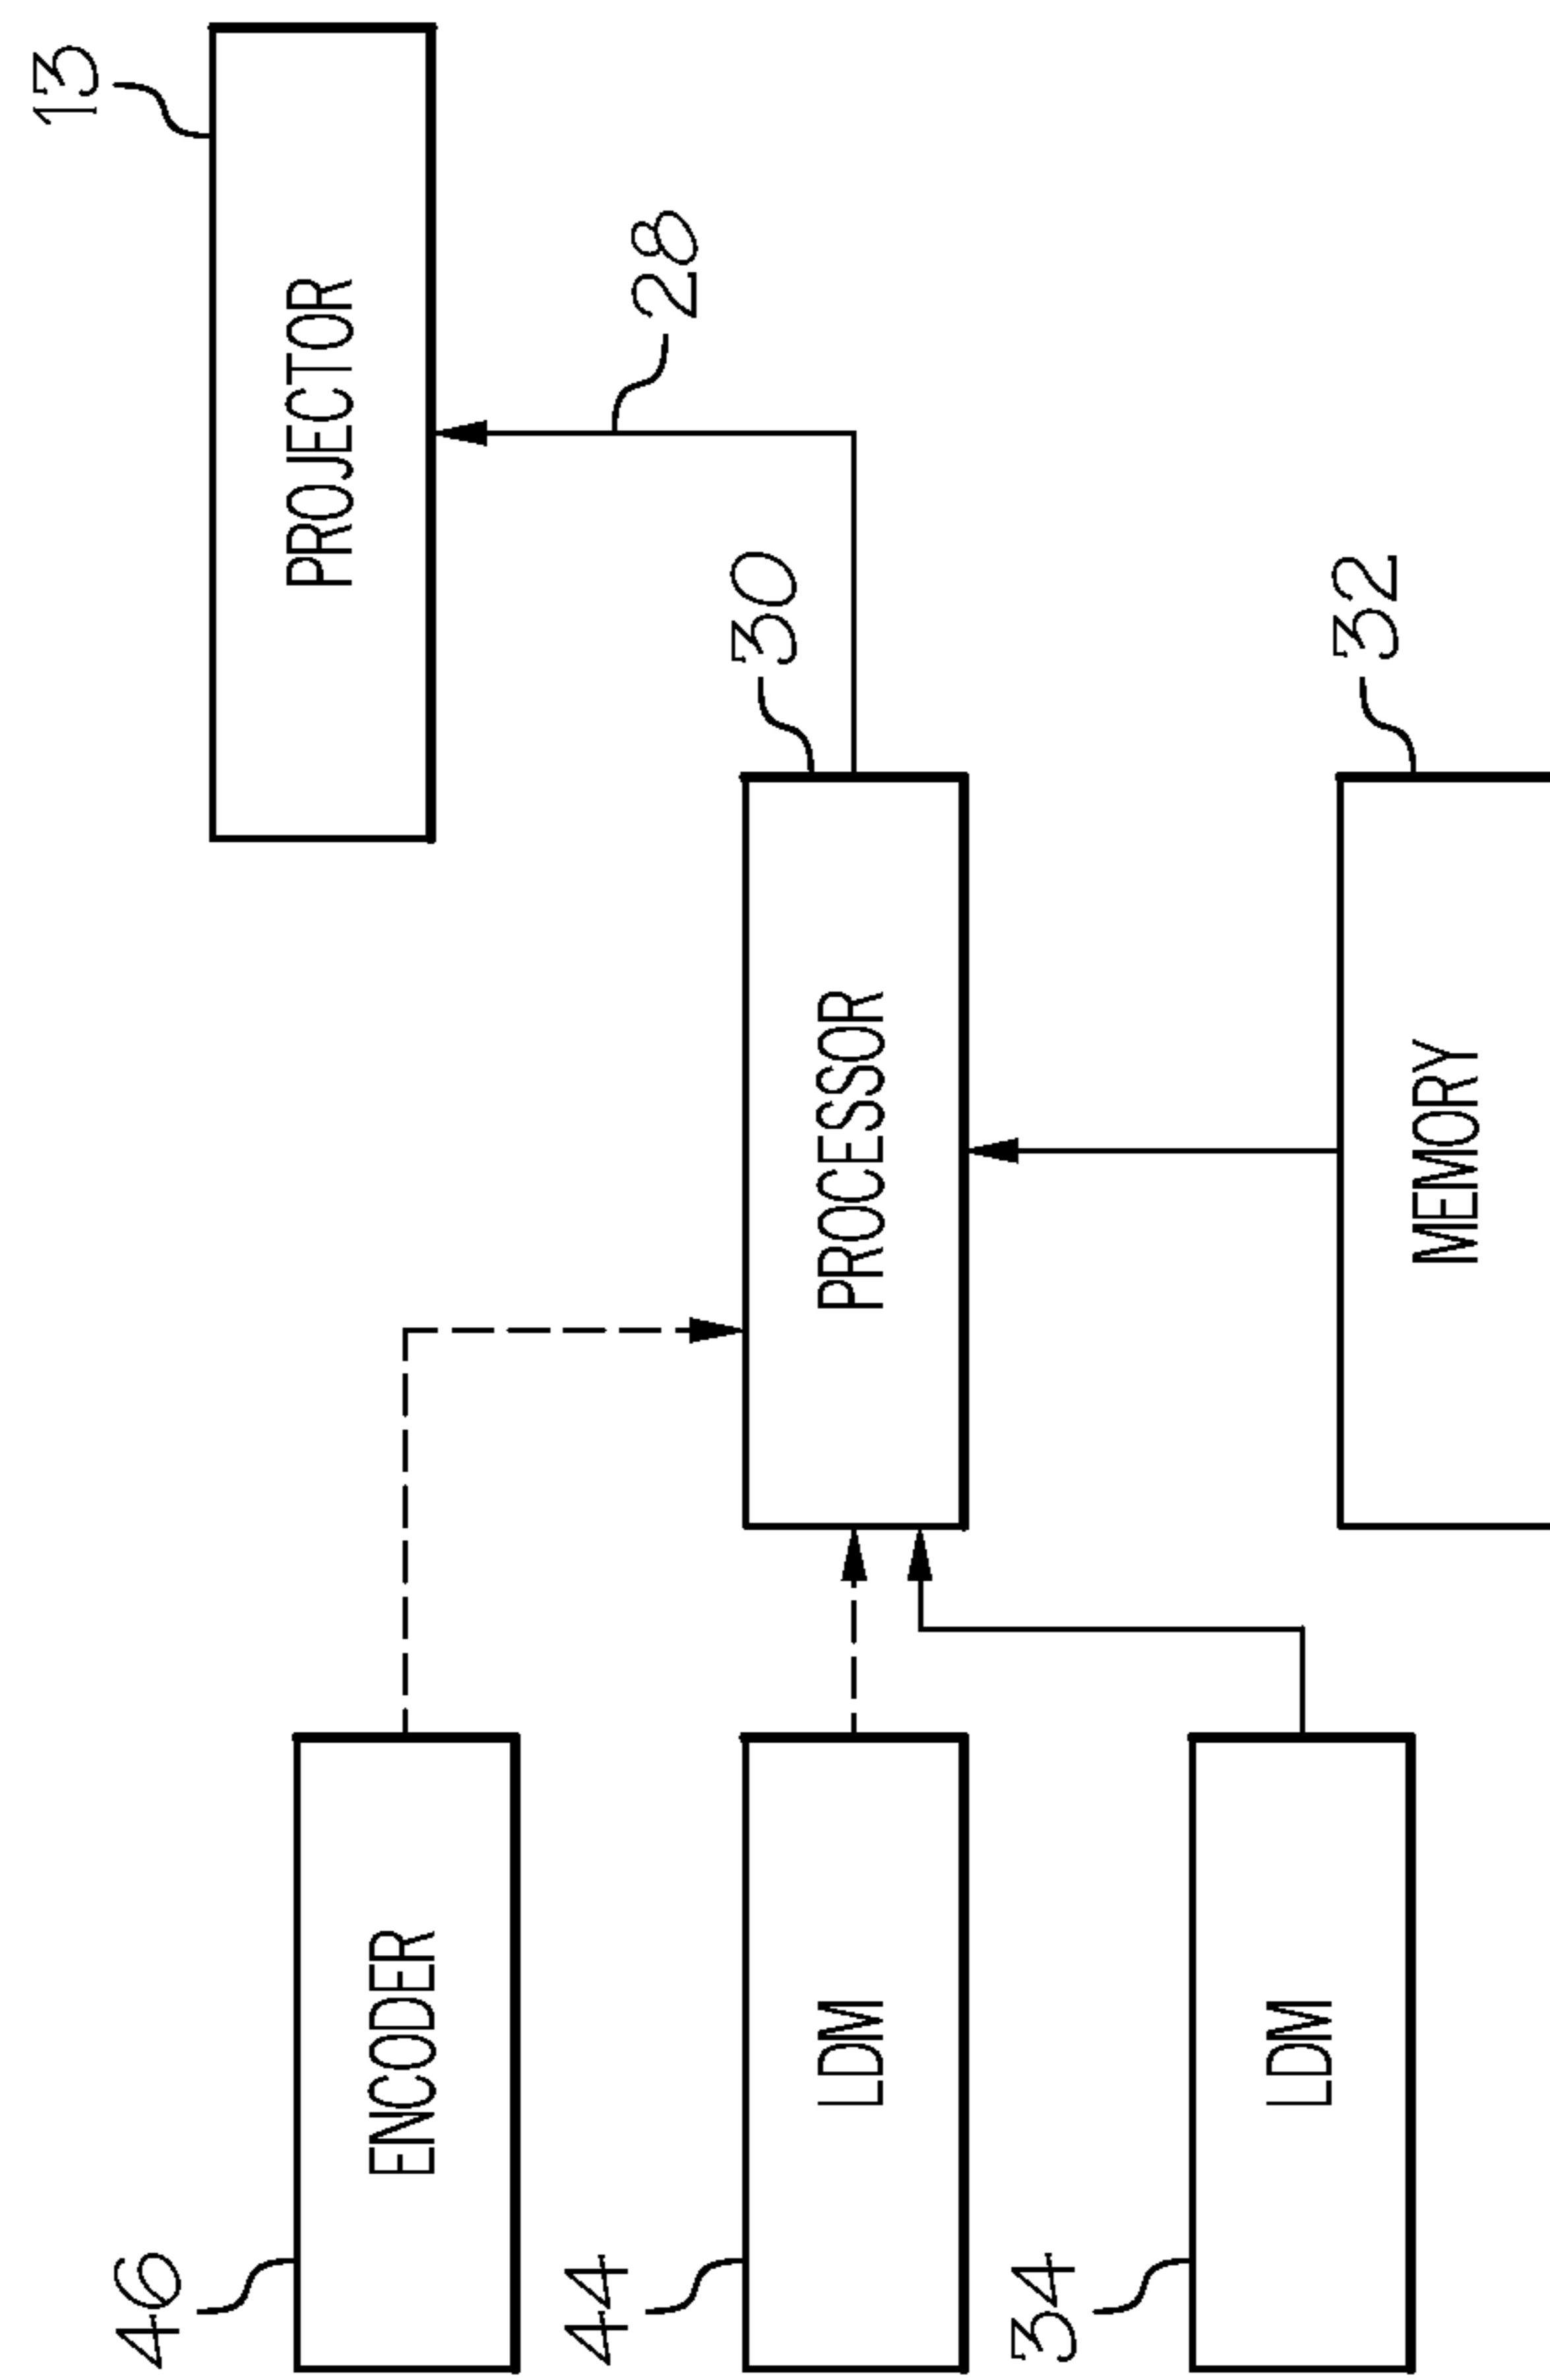 13
PROJECTOR
28
46
ENCODER
30
PROCESSOR
44
LDM
32
MEMORY
34
LDM